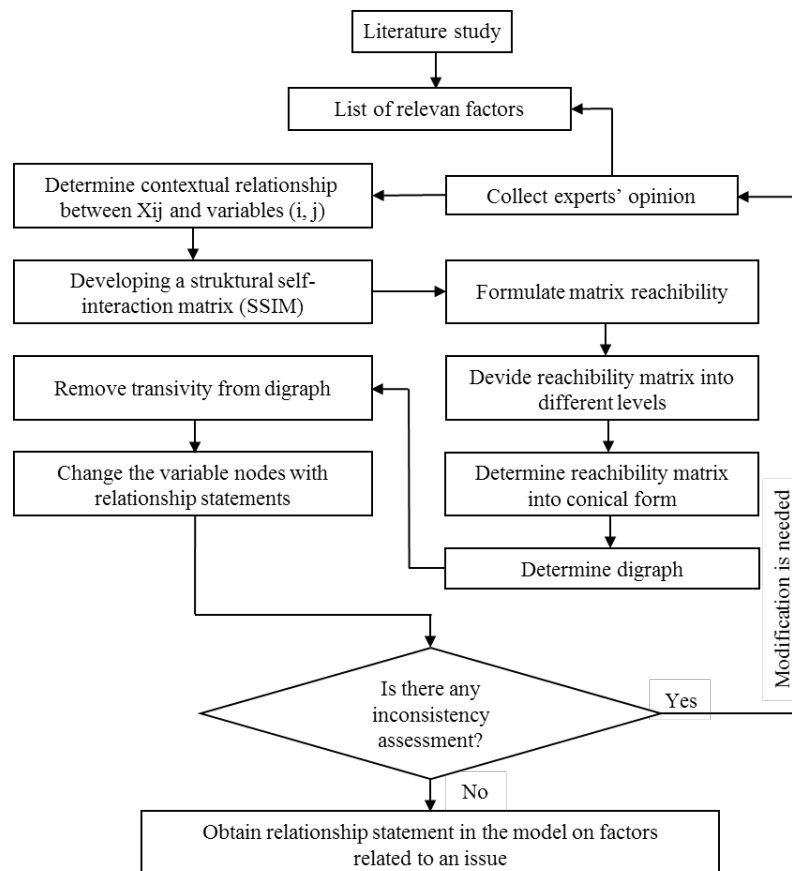 Literature study
List of relevan factors
Determine contextual relationship
between Xij and variables (i, j)
Collect experts’ opinion
Developing a struktural self-
interaction matrix (SSIM)
Formulate matrix reachibility
Remove transivity from digraph
Devide reachibility matrix into
different levels
Change the variable nodes with
relationship statements
Determine reachibility matrix
into conical form
Determine digraph
Modification is needed
Is there any
inconsistency
assessment?
Yes
No
Obtain relationship statement in the model on factors
related to an issue